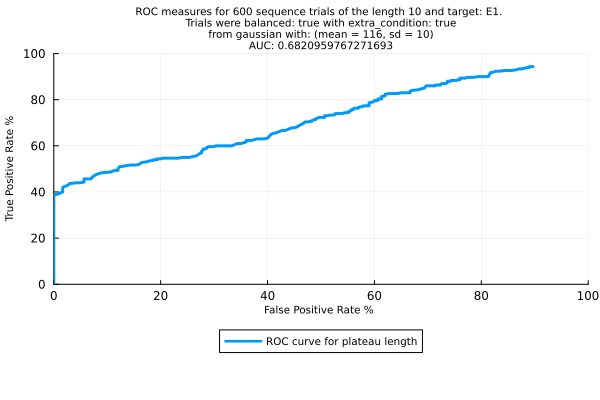 ROC measures for 600 sequence trials of the length 10 and target: E1.
Trials were balanced: true with extra_condition: true
from gaussian with: (mean = 116, sd = 10)
AUC: 0.6820959767271693
100
80
60
40
20
0
True Positive Rate %
0 20 40 60 80 100
False Positive Rate %
ROC curve for plateau length